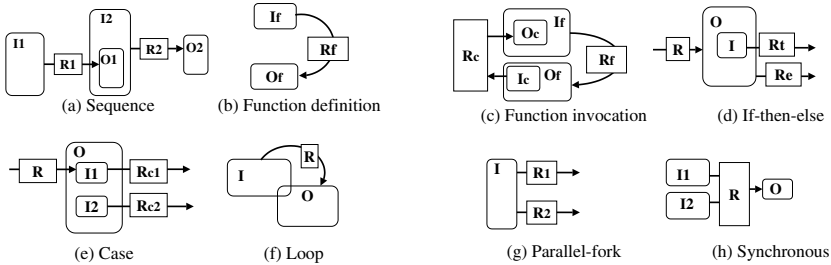 I1
R1
I2
O1
R2
O2
(a) Sequence
If
Rf
Of
(b) Function definition
Rc
If
Oc
Rf
Ic
Of
(c) Function invocation
R
O
I
Rt
Re
(d) If-then-else
R
O
I1
Rc1
I2
Rc2
(e) Case
I
R
O
(f) Loop
I
R1
R2
(g) Parallel-fork
I1
I2
R
O
(h) Synchronous